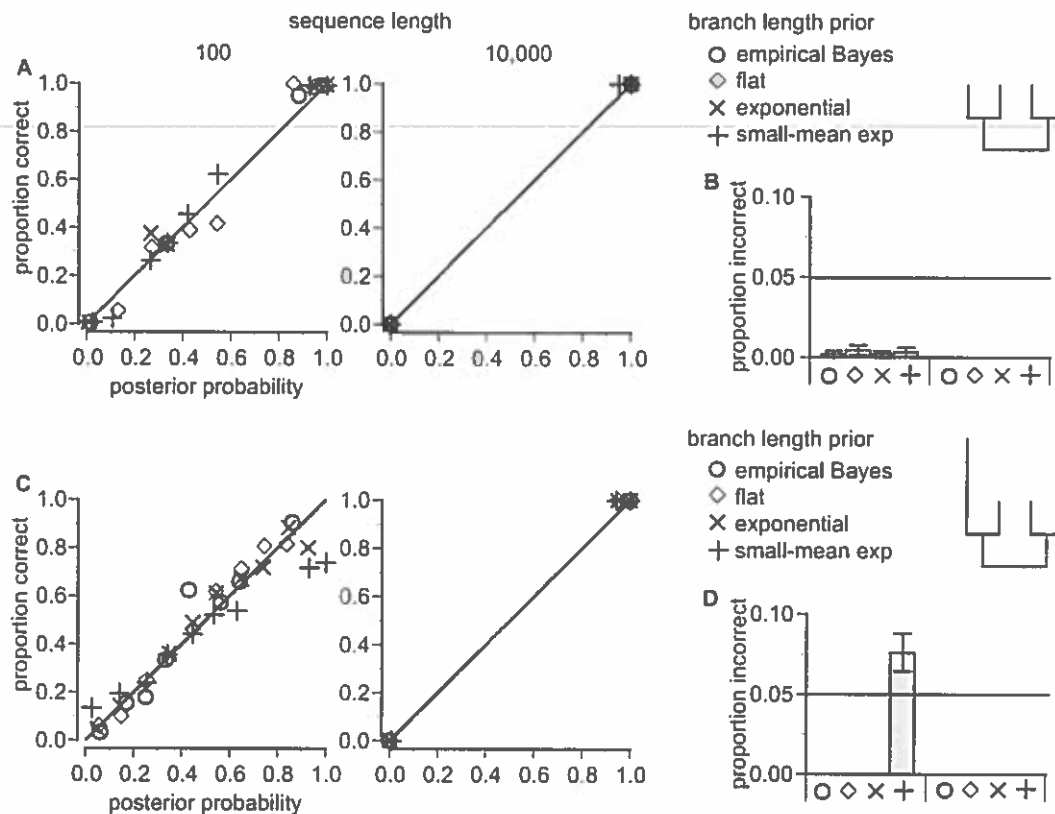 sequence length
100
10,000
A
1.0
0.8
0.6
0.4
0.2
0.0
proportion correct
0.0 0.2 0.4 0.6 0.8 1.0
posterior probability
1.0
0.8
0.6
0.4
0.2
0.0
0.0 0.2 0.4 0.6 0.8 1.0
branch length prior
empirical Bayes
flat
exponential
small-mean exp
B
0.10
0.05
0.00
proportion incorrect
C
1.0
0.8
0.6
0.4
0.2
0.0
proportion correct
0.0 0.2 0.4 0.6 0.8 1.0
posterior probability
1.0
0.8
0.6
0.4
0.2
0.0
0.0 0.2 0.4 0.6 0.8 1.0
branch length prior
empirical Bayes
flat
exponential
small-mean exp
D
0.10
0.05
0.00
proportion incorrect